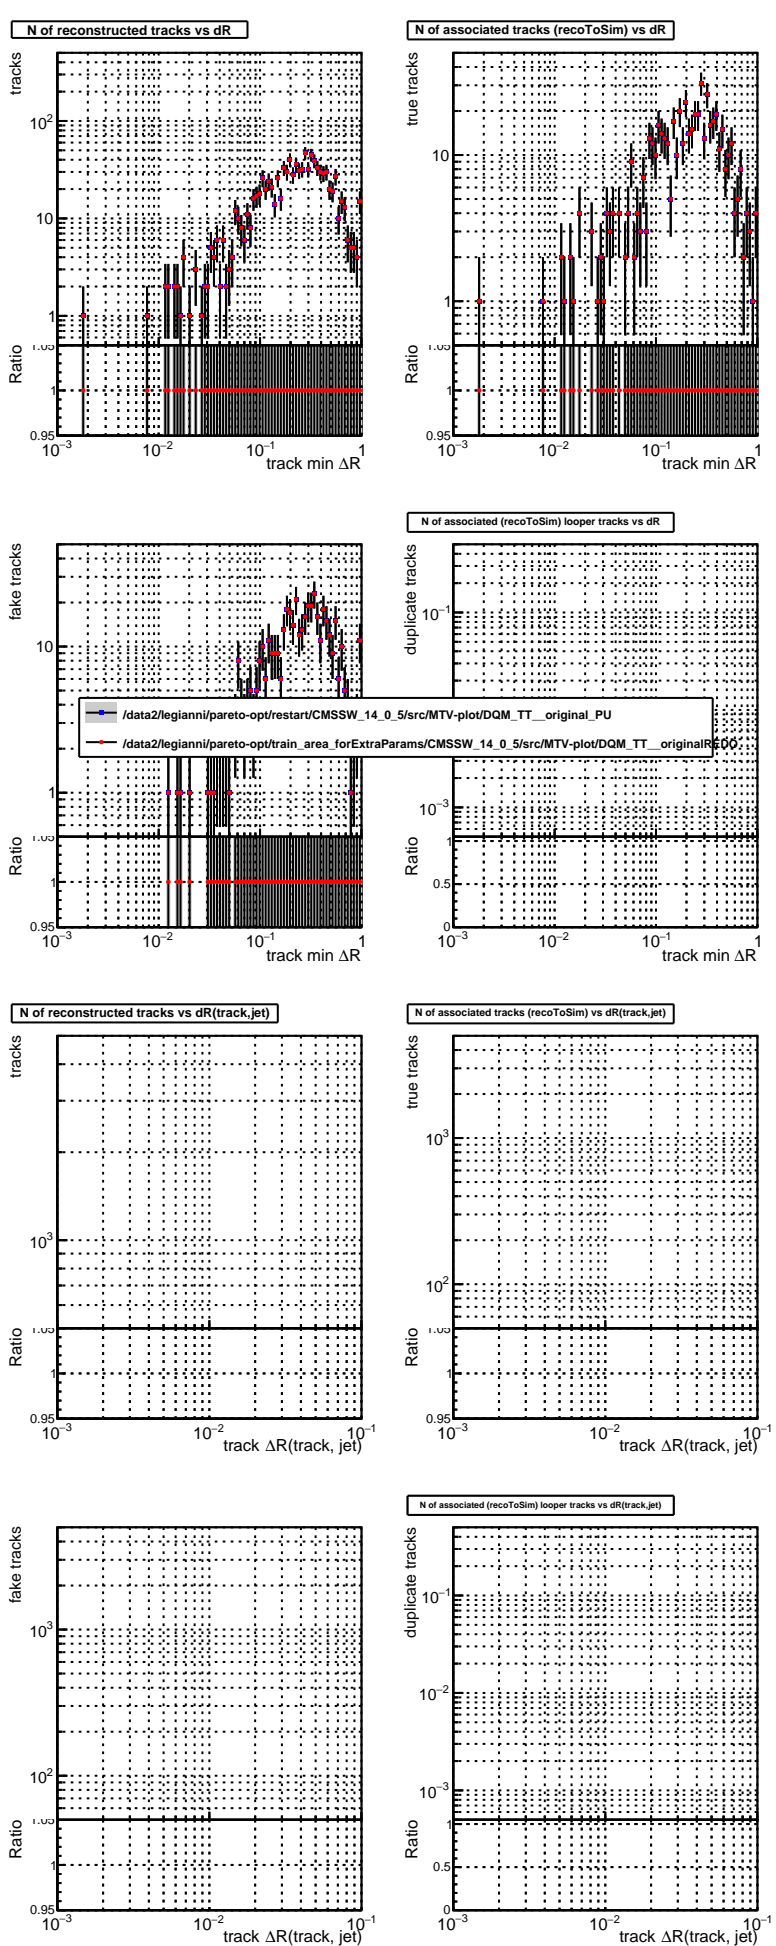 N of reconstructed tracks vs dR
tracks
10²
10
1
1.05
Ratio
1
0.95
10⁻³
10⁻²
10⁻¹
1
track min ΔR
N of associated tracks (recoToSim) vs dR
true tracks
10
1
1.05
Ratio
1
0.95
10⁻³
10⁻²
10⁻¹
1
track min ΔR
fake tracks
10
1
1.05
Ratio
1
0.95
10⁻³
10⁻²
10⁻¹
1
track min ΔR
N of associated (recoToSim) looper tracks vs dR
duplicate tracks
10⁻¹
10⁻³
Ratio
1
0.5
0
10⁻³
10⁻²
10⁻¹
1
track min ΔR
/data2/legianni/pareto-opt/restart/CMSSW_14_0_5/src/MTV-plot/DQM_TT__original_PU
/data2/legianni/pareto-opt/train_area_forExtraParams/CMSSW_14_0_5/src/MTV-plot/DQM_TT__originalREDO
N of reconstructed tracks vs dR(track,jet)
tracks
10³
1.05
Ratio
1
0.95
10⁻³
10⁻²
10⁻¹
track ΔR(track, jet)
N of associated tracks (recoToSim) vs dR(track,jet)
true tracks
10³
10²
1.05
Ratio
1
0.95
10⁻³
10⁻²
10⁻¹
track ΔR(track, jet)
fake tracks
10³
10²
1.05
Ratio
1
0.95
10⁻³
10⁻²
10⁻¹
track ΔR(track, jet)
N of associated (recoToSim) looper tracks vs dR(track,jet)
duplicate tracks
10⁻¹
10⁻²
10⁻³
Ratio
1
0.5
0
10⁻³
10⁻²
10⁻¹
track ΔR(track, jet)